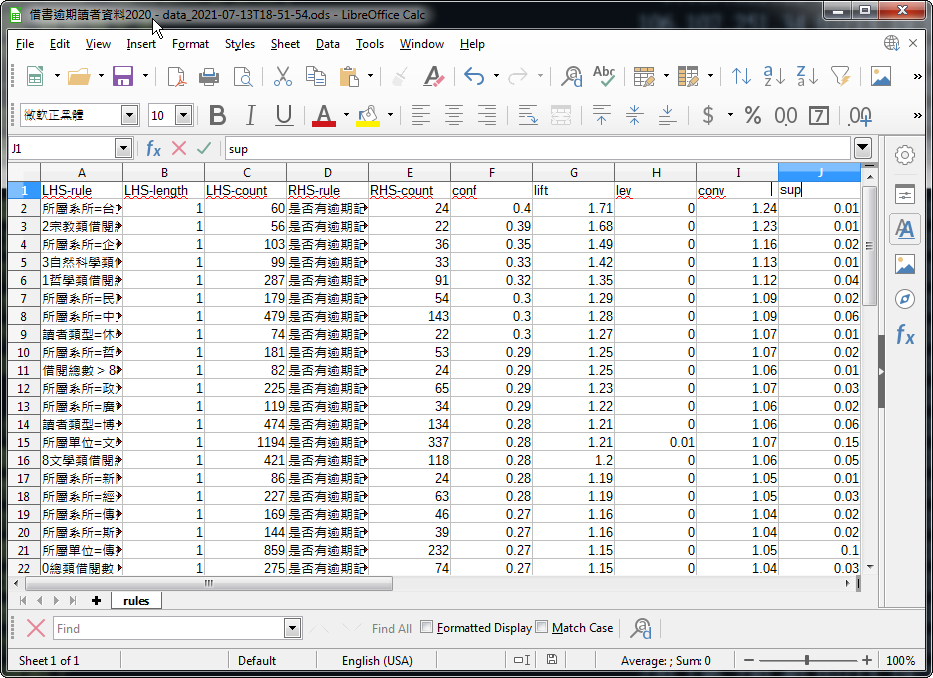 借書逾期讀者資料2020_- data_2021-07-13T18-51-54.ods - LibreOffice Calc
File Edit View Insert Format Styles Sheet Data Tools Window Help
微軟正黑體 10
J1 sup
A B C D E F G H I J
1 LHS-rule LHS-length LHS-count RHS-rule RHS-count conf lift lev conv sup
2 所屬系所=台 1 60 是否有逾期記 24 0.4 1.71 0 1.24 0.01
3 2宗教類借閱 1 56 是否有逾期記 22 0.39 1.68 0 1.23 0.01
4 所屬系所=企 1 103 是否有逾期記 36 0.35 1.49 0 1.16 0.02
5 3自然科學類 1 99 是否有逾期記 33 0.33 1.42 0 1.13 0.01
6 1哲學類借閱 1 287 是否有逾期記 91 0.32 1.35 0 1.12 0.04
7 所屬系所=民 1 179 是否有逾期記 54 0.3 1.29 0 1.09 0.02
8 所屬系所=中 1 479 是否有逾期記 143 0.3 1.28 0 1.09 0.06
9 讀者類型=休 1 74 是否有逾期記 22 0.3 1.27 0 1.07 0.01
10 所屬系所=哲 1 181 是否有逾期記 53 0.29 1.25 0 1.07 0.02
11 借閱總數 > 8 1 82 是否有逾期記 24 0.29 1.25 0 1.06 0.01
12 所屬系所=政 1 225 是否有逾期記 65 0.29 1.23 0 1.07 0.03
13 所屬系所=廣 1 119 是否有逾期記 34 0.29 1.22 0 1.06 0.02
14 讀者類型=博 1 474 是否有逾期記 134 0.28 1.21 0 1.06 0.06
15 所屬單位=文 1 1194 是否有逾期記 337 0.28 1.21 0.01 1.07 0.15
16 8文學類借閱 1 421 是否有逾期記 118 0.28 1.2 0 1.06 0.05
17 所屬系所=新 1 86 是否有逾期記 24 0.28 1.19 0 1.05 0.01
18 所屬系所=經 1 227 是否有逾期記 63 0.28 1.19 0 1.05 0.03
19 所屬系所=傳 1 169 是否有逾期記 46 0.27 1.16 0 1.04 0.02
20 所屬系所=斯 1 144 是否有逾期記 39 0.27 1.16 0 1.04 0.02
21 所屬單位=傳 1 859 是否有逾期記 232 0.27 1.15 0 1.05 0.1
22 0總類借閱數 1 275 是否有逾期記 74 0.27 1.15 0 1.04 0.03
rules
Find Find All Formatted Display Match Case
Sheet 1 of 1 Default English (USA) Average: ; Sum: 0 100%